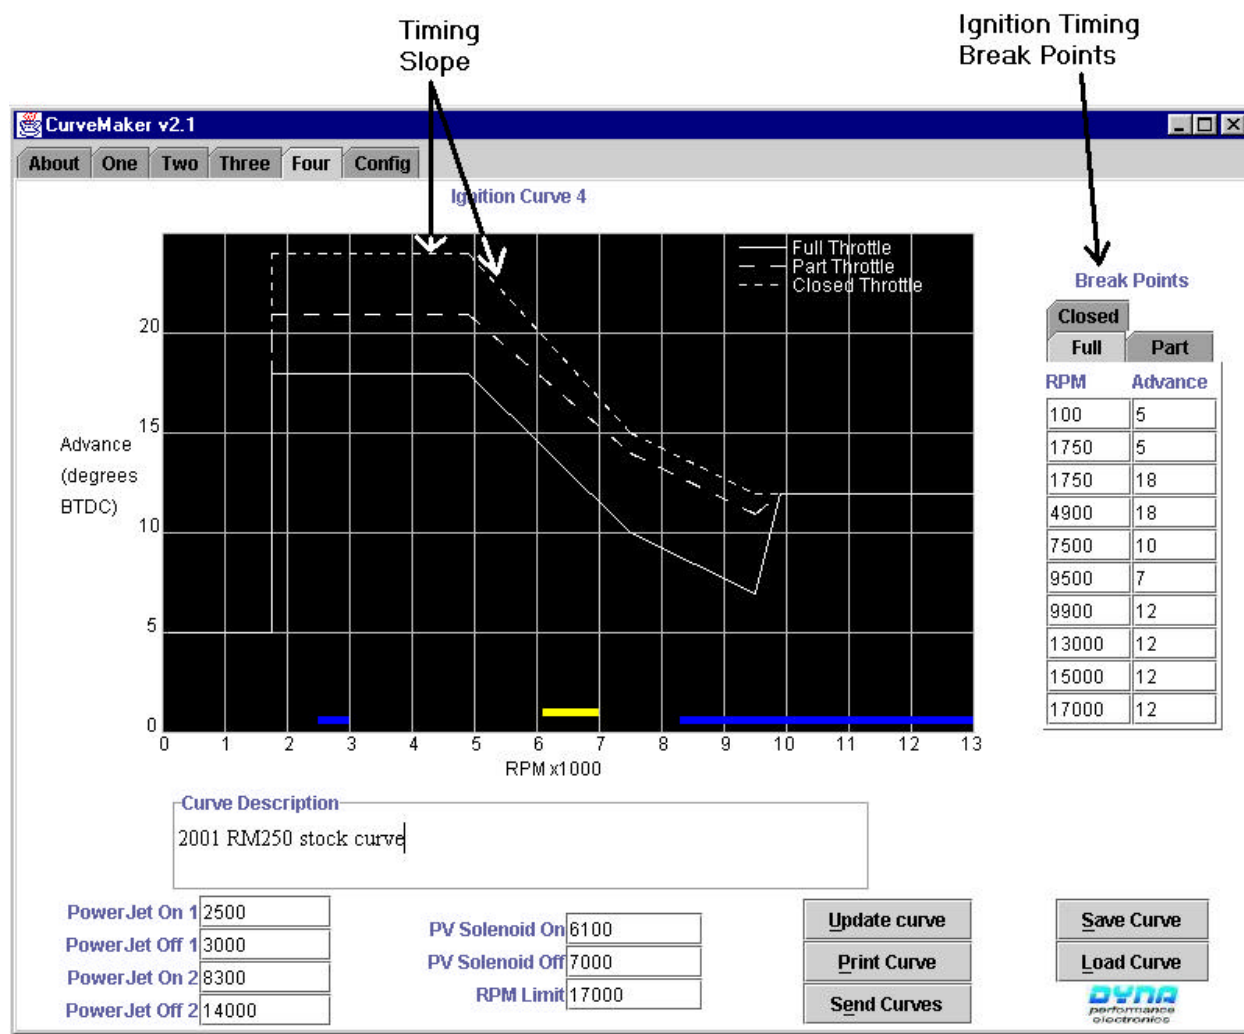 Timing
Slope
Ignition Timing
Break Points
CurveMaker v2.1
About One Two Three Four Config
Ignition Curve 4
Full Throttle
Part Throttle
Closed Throttle
20
15
10
5
0
Advance
(degrees
BTDC)
0 1 2 3 4 5 6 7 8 9 10 11 12 13
RPM x1000
Break Points
Closed
Full Part
RPM Advance
100 5
1750 5
1750 18
4900 18
7500 10
9500 7
9900 12
13000 12
15000 12
17000 12
Curve Description
2001 RM250 stock curve
PowerJet On 1 2500
PowerJet Off 1 3000
PowerJet On 2 8300
PowerJet Off 2 14000
PV Solenoid On 6100
PV Solenoid Off 7000
RPM Limit 17000
Update curve
Print Curve
Send Curves
Save Curve
Load Curve
DYNA
performance
electronics